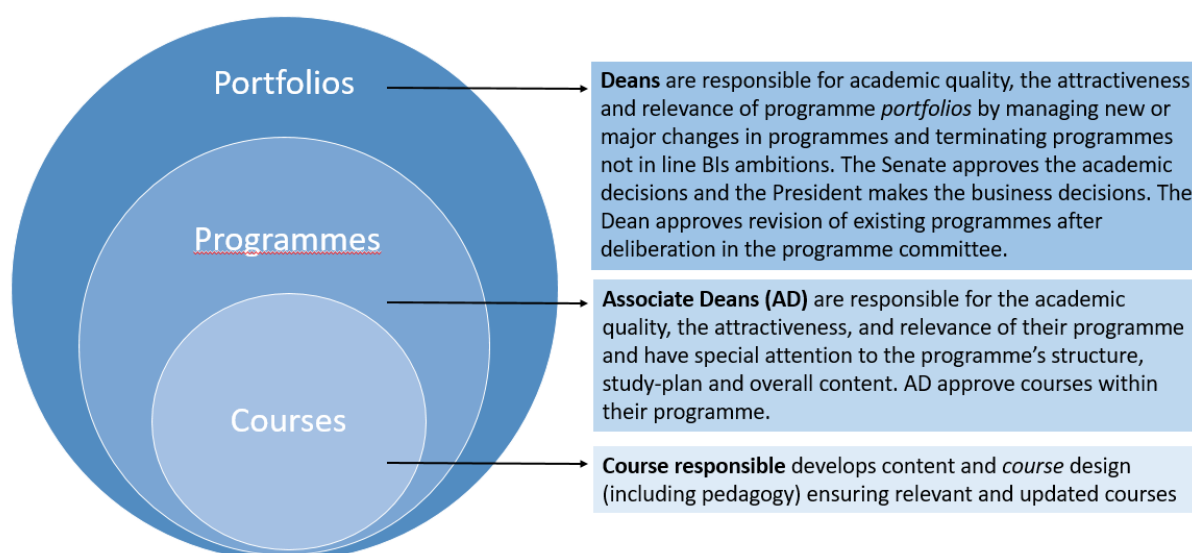 Portfolios
Programmes
Courses
Deans are responsible for academic quality, the attractiveness
and relevance of programme portfolios by managing new or
major changes in programmes and terminating programmes
not in line BIs ambitions. The Senate approves the academic
decisions and the President makes the business decisions. The
Dean approves revision of existing programmes after
deliberation in the programme committee.
Associate Deans (AD) are responsible for the academic
quality, the attractiveness, and relevance of their programme
and have special attention to the programme’s structure,
study-plan and overall content. AD approve courses within
their programme.
Course responsible develops content and course design
(including pedagogy) ensuring relevant and updated courses